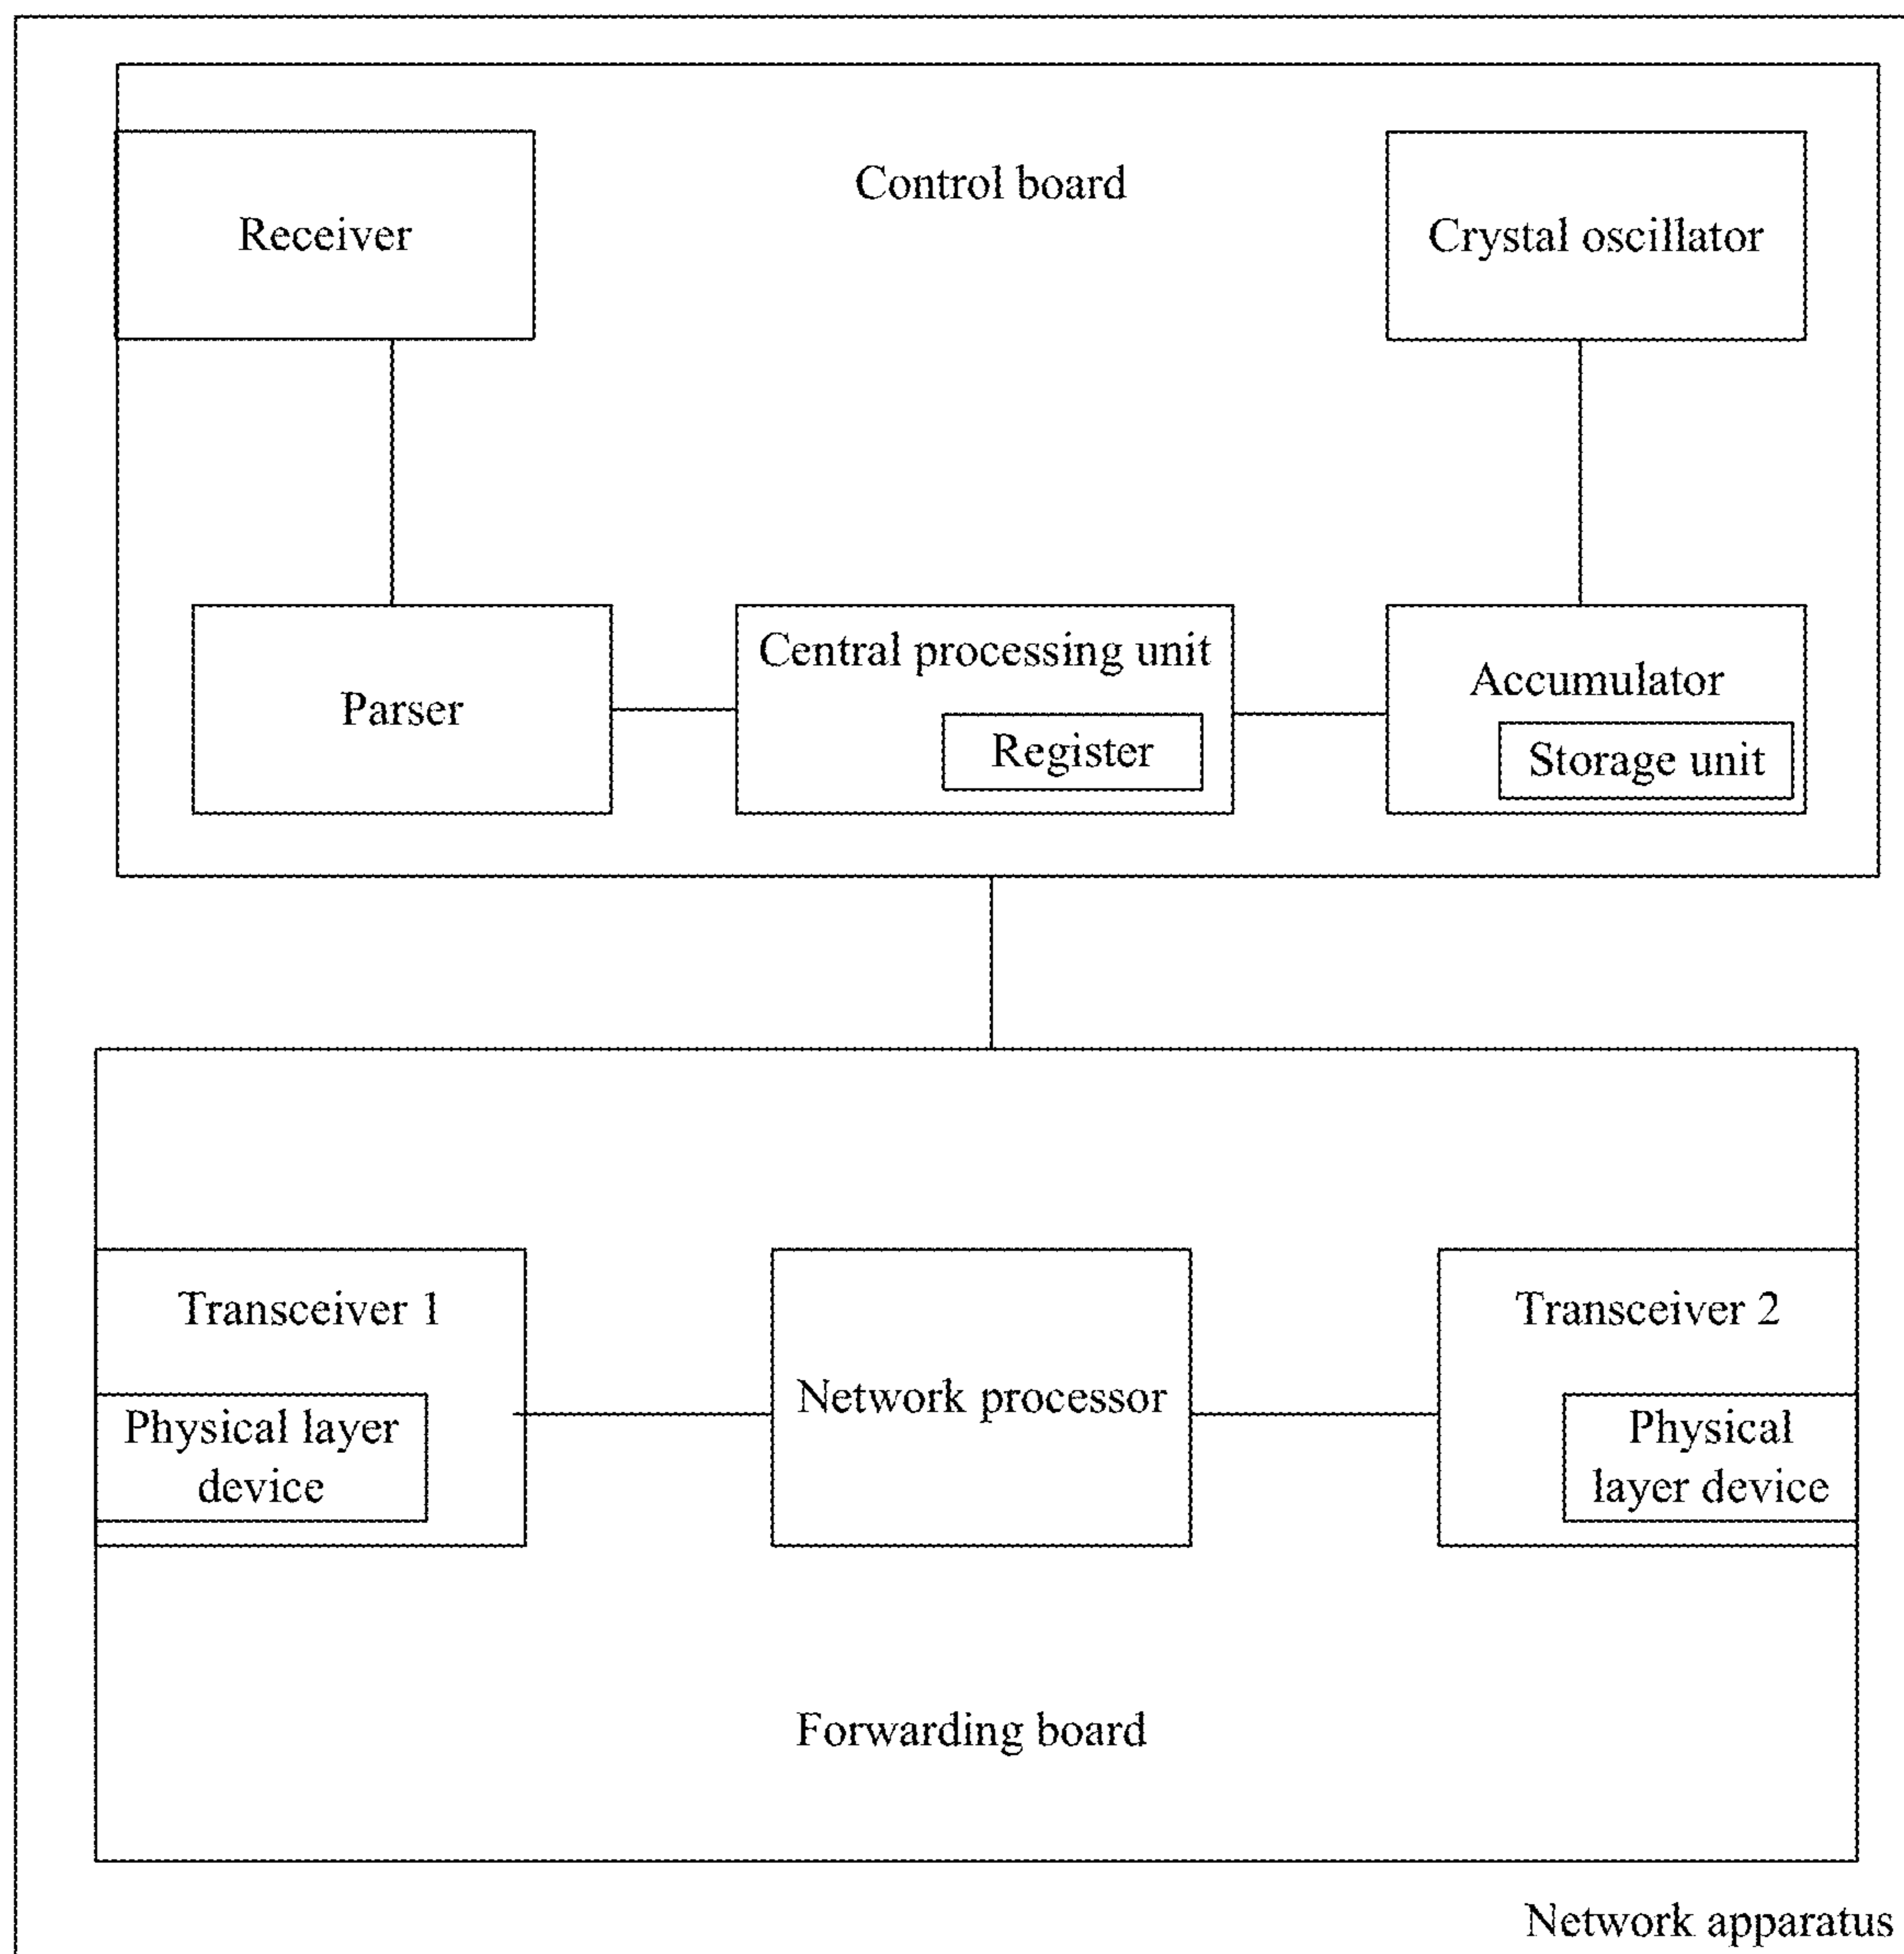 Control board
Receiver
Crystal oscillator
Parser
Central processing unit
Register
Accumulator
Storage unit
Transceiver 1
Physical layer
device
Network processor
Transceiver 2
Physical
layer device
Forwarding board
Network apparatus